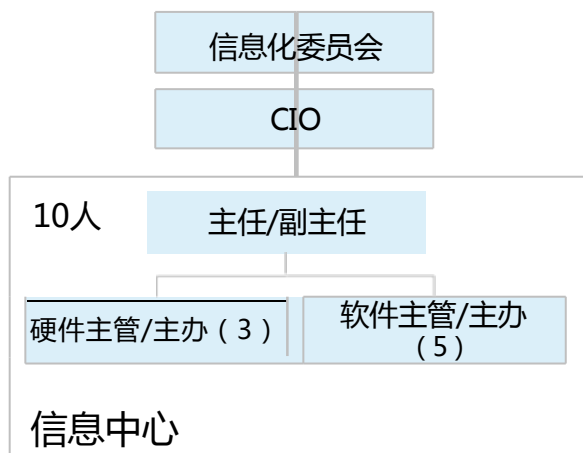 信息化委员会
CIO
10人
主任/副主任
硬件主管/主办（3）
软件主管/主办
（5）
信息中心